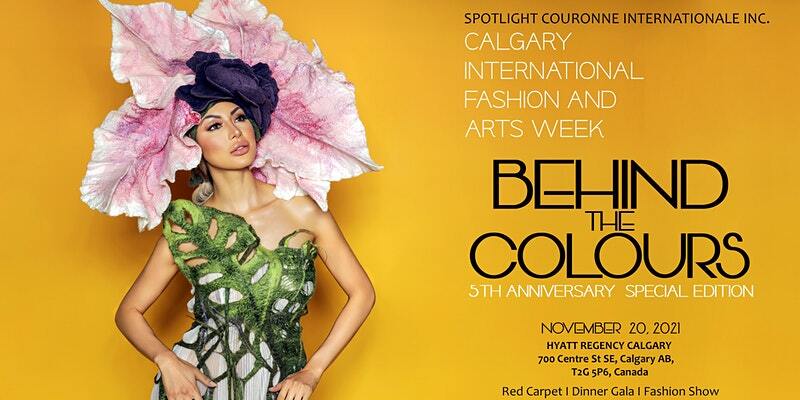 SPOTLIGHT COURONNE INTERNATIONALE INC.
CALGARY
INTERNATIONAL
FASHION AND
ARTS WEEK
BEHIND
THE
COLOURS
5TH ANNIVERSARY SPECIAL EDITION
NOVEMBER 20, 2021
HYATT REGENCY CALGARY
700 Centre St SE, Calgary AB,
T2G 5P6, Canada
Red Carpet I Dinner Gala I Fashion Show